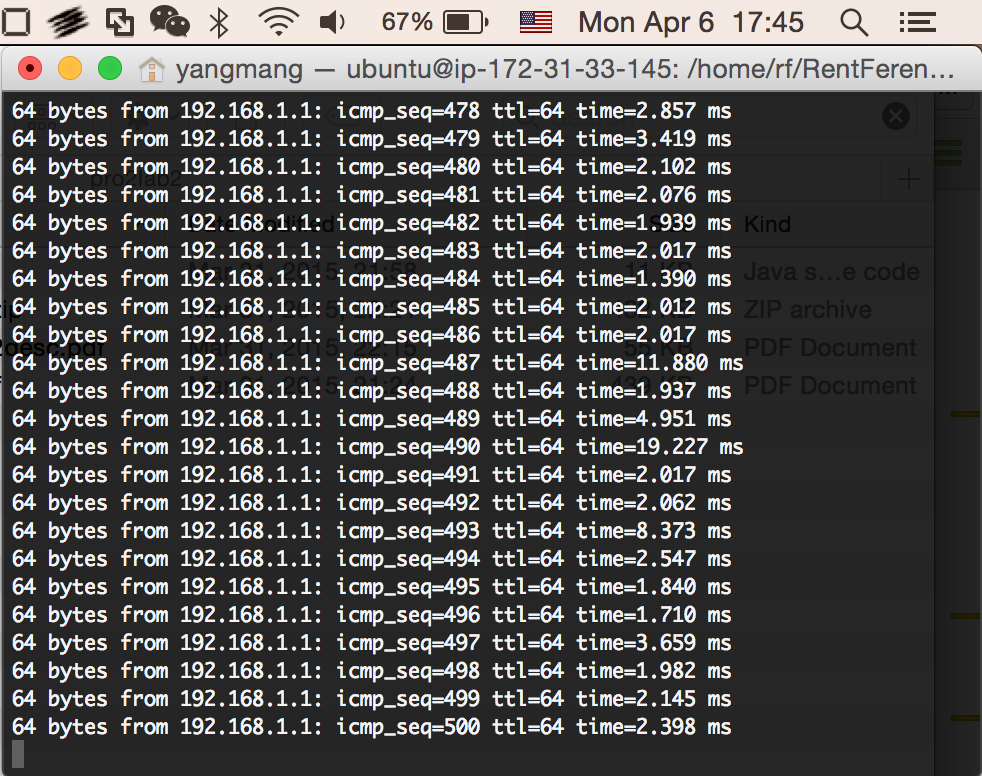 67% Mon Apr 6 17:45
yangmang — ubuntu@ip-172-31-33-145: /home/rf/RentFeren...
64 bytes from 192.168.1.1: icmp_seq=478 ttl=64 time=2.857 ms
64 bytes from 192.168.1.1: icmp_seq=479 ttl=64 time=3.419 ms
64 bytes from 192.168.1.1: icmp_seq=480 ttl=64 time=2.102 ms
pro2lab2
64 bytes from 192.168.1.1: icmp_seq=481 ttl=64 time=2.076 ms
64 bytes from 192.168.1.1: icmp_seq=482 ttl=64 time=1.939 ms
Kind
64 bytes from 192.168.1.1: icmp_seq=483 ttl=64 time=2.017 ms
64 bytes from 192.168.1.1: icmp_seq=484 ttl=64 time=1.390 ms
Java s...e code
64 bytes from 192.168.1.1: icmp_seq=485 ttl=64 time=2.012 ms
ZIP archive
64 bytes from 192.168.1.1: icmp_seq=486 ttl=64 time=2.017 ms
Mar 31, 2015, 22:15 55 KB PDF Document
64 bytes from 192.168.1.1: icmp_seq=487 ttl=64 time=11.380 ms
PDF Document
64 bytes from 192.168.1.1: icmp_seq=488 ttl=64 time=1.937 ms
64 bytes from 192.168.1.1: icmp_seq=489 ttl=64 time=4.951 ms
64 bytes from 192.168.1.1: icmp_seq=490 ttl=64 time=19.227 ms
64 bytes from 192.168.1.1: icmp_seq=491 ttl=64 time=2.017 ms
64 bytes from 192.168.1.1: icmp_seq=492 ttl=64 time=2.062 ms
64 bytes from 192.168.1.1: icmp_seq=493 ttl=64 time=8.373 ms
64 bytes from 192.168.1.1: icmp_seq=494 ttl=64 time=2.547 ms
64 bytes from 192.168.1.1: icmp_seq=495 ttl=64 time=1.840 ms
64 bytes from 192.168.1.1: icmp_seq=496 ttl=64 time=1.710 ms
64 bytes from 192.168.1.1: icmp_seq=497 ttl=64 time=3.659 ms
64 bytes from 192.168.1.1: icmp_seq=498 ttl=64 time=1.982 ms
64 bytes from 192.168.1.1: icmp_seq=499 ttl=64 time=2.145 ms
64 bytes from 192.168.1.1: icmp_seq=500 ttl=64 time=2.398 ms